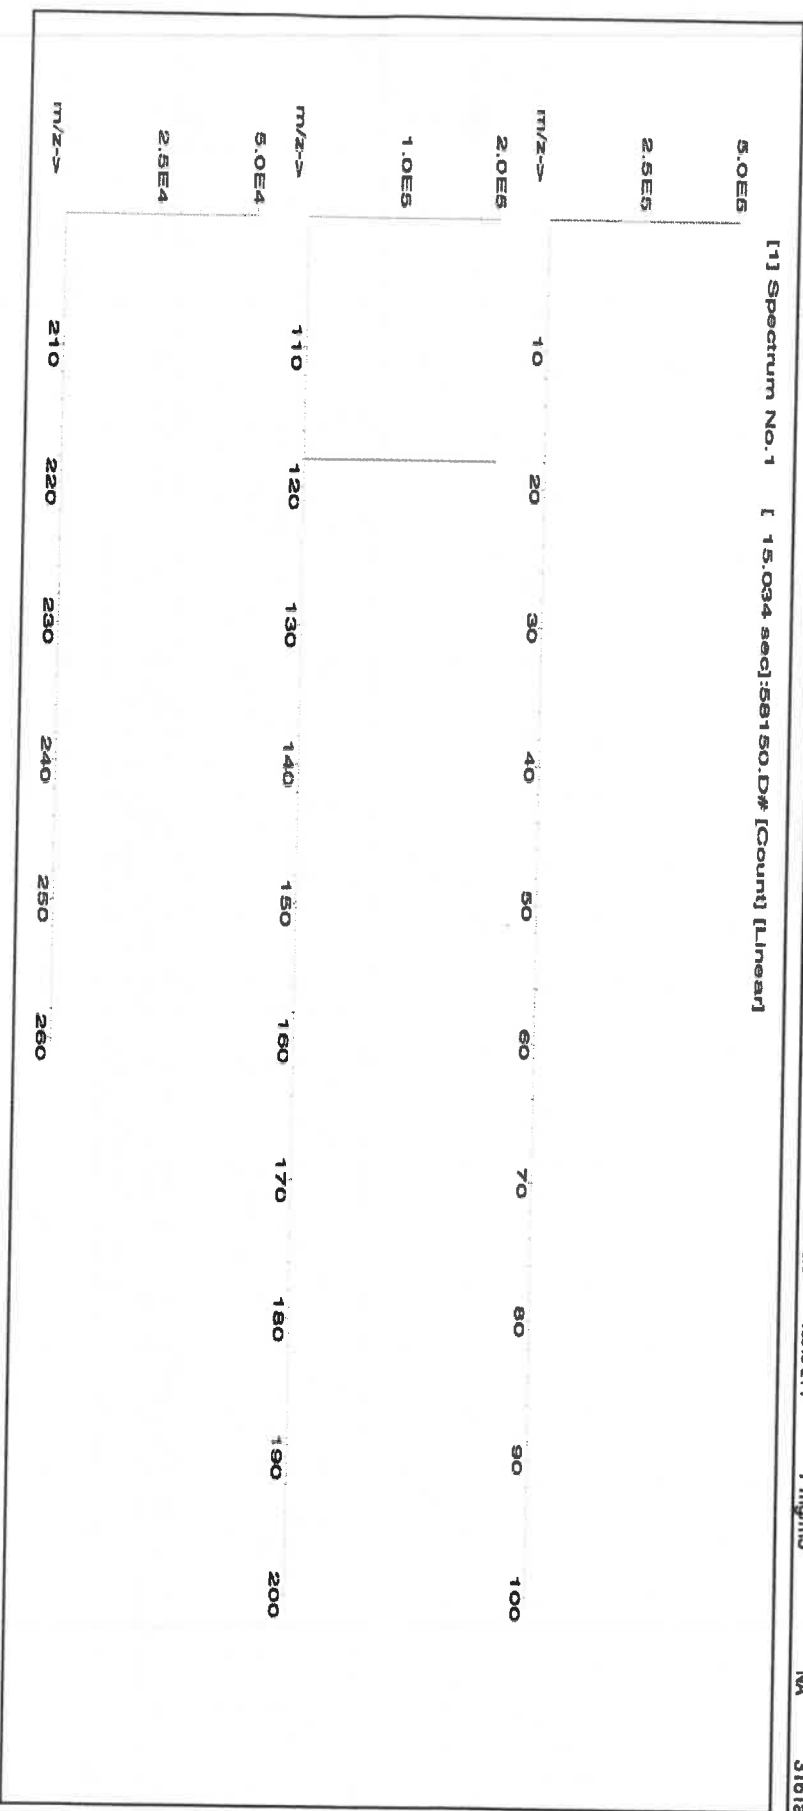 [1] Spectrum No.1 [ 15.034 sec]:58150.D# [Count] [Linear]
5.0E6
2.5E6
m/z-> 10 20 30 40 50 60 70 80 90 100
2.0E5
1.0E5
m/z-> 110 120 130 140 150 160 170 180 190 200
5.0E4
2.5E4
m/z-> 210 220 230 240 250 260
NA